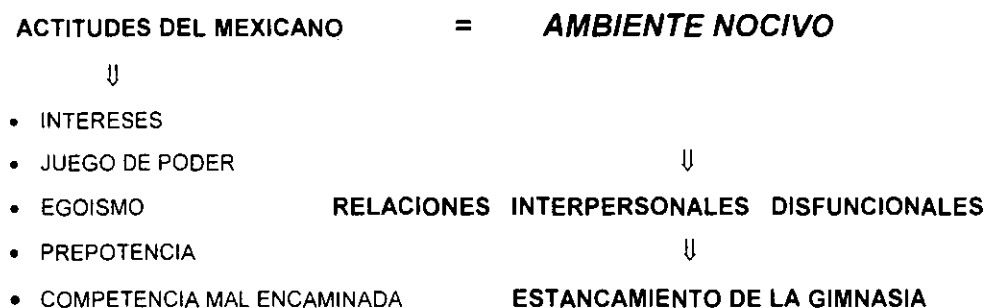 ACTITUDES DEL MEXICANO = AMBIENTE NOCIVO
⇓
• INTERESES
• JUEGO DE PODER ⇓
• EGOISMO RELACIONES INTERPERSONALES DISFUNCIONALES
• PREPOTENCIA ⇓
• COMPETENCIA MAL ENCAMINADA ESTANCAMIENTO DE LA GIMNASIA